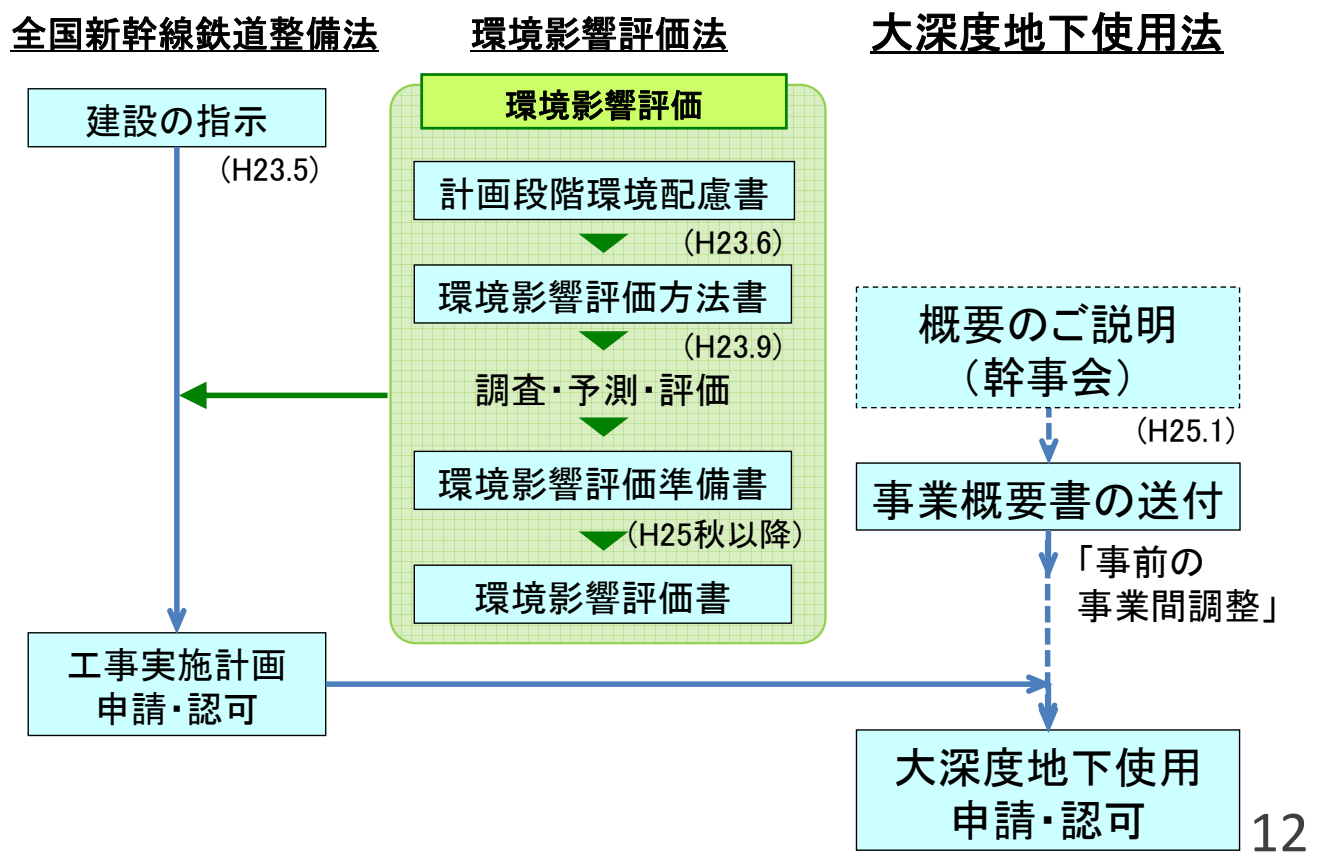 全国新幹線鉄道整備法
環境影響評価法
大深度地下使用法
建設の指示
(H23.5)
環境影響評価
計画段階環境配慮書
(H23.6)
環境影響評価方法書
(H23.9)
調査・予測・評価
環境影響評価準備書
(H25秋以降)
環境影響評価書
工事実施計画
申請・認可
概要のご説明
(幹事会)
(H25.1)
事業概要書の送付
「事前の
事業間調整」
大深度地下使用
申請・認可
12